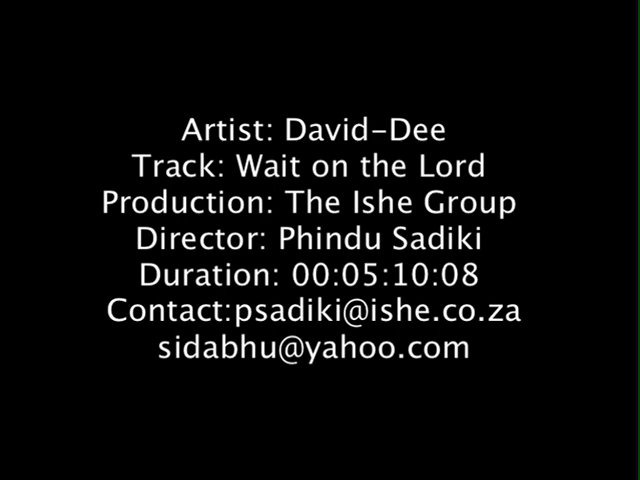 Artist: David-Dee
Track: Wait on the Lord
Production: The Ishe Group
Director: Phindu Sadiki
Duration: 00:05:10:08
Contact:psadiki@ishe.co.za
sidabhu@yahoo.com